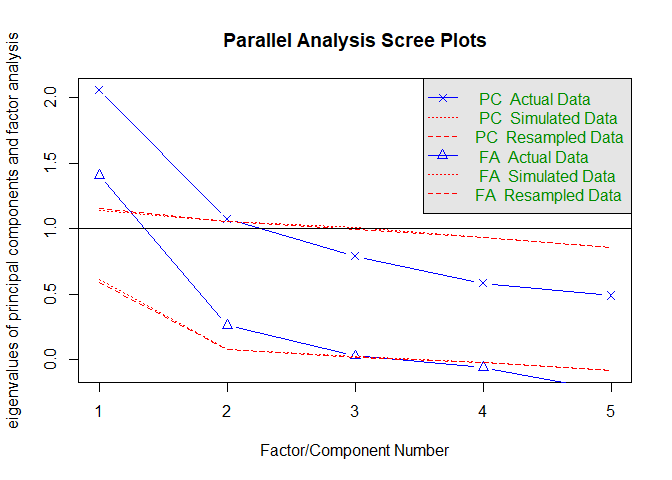 Parallel Analysis Scree Plots
eigenvalues of principal components and factor analysis
2.0
1.5
1.0
0.5
0.0
PC Actual Data
PC Simulated Data
PC Resampled Data
FA Actual Data
FA Simulated Data
FA Resampled Data
1 2 3 4 5
Factor/Component Number